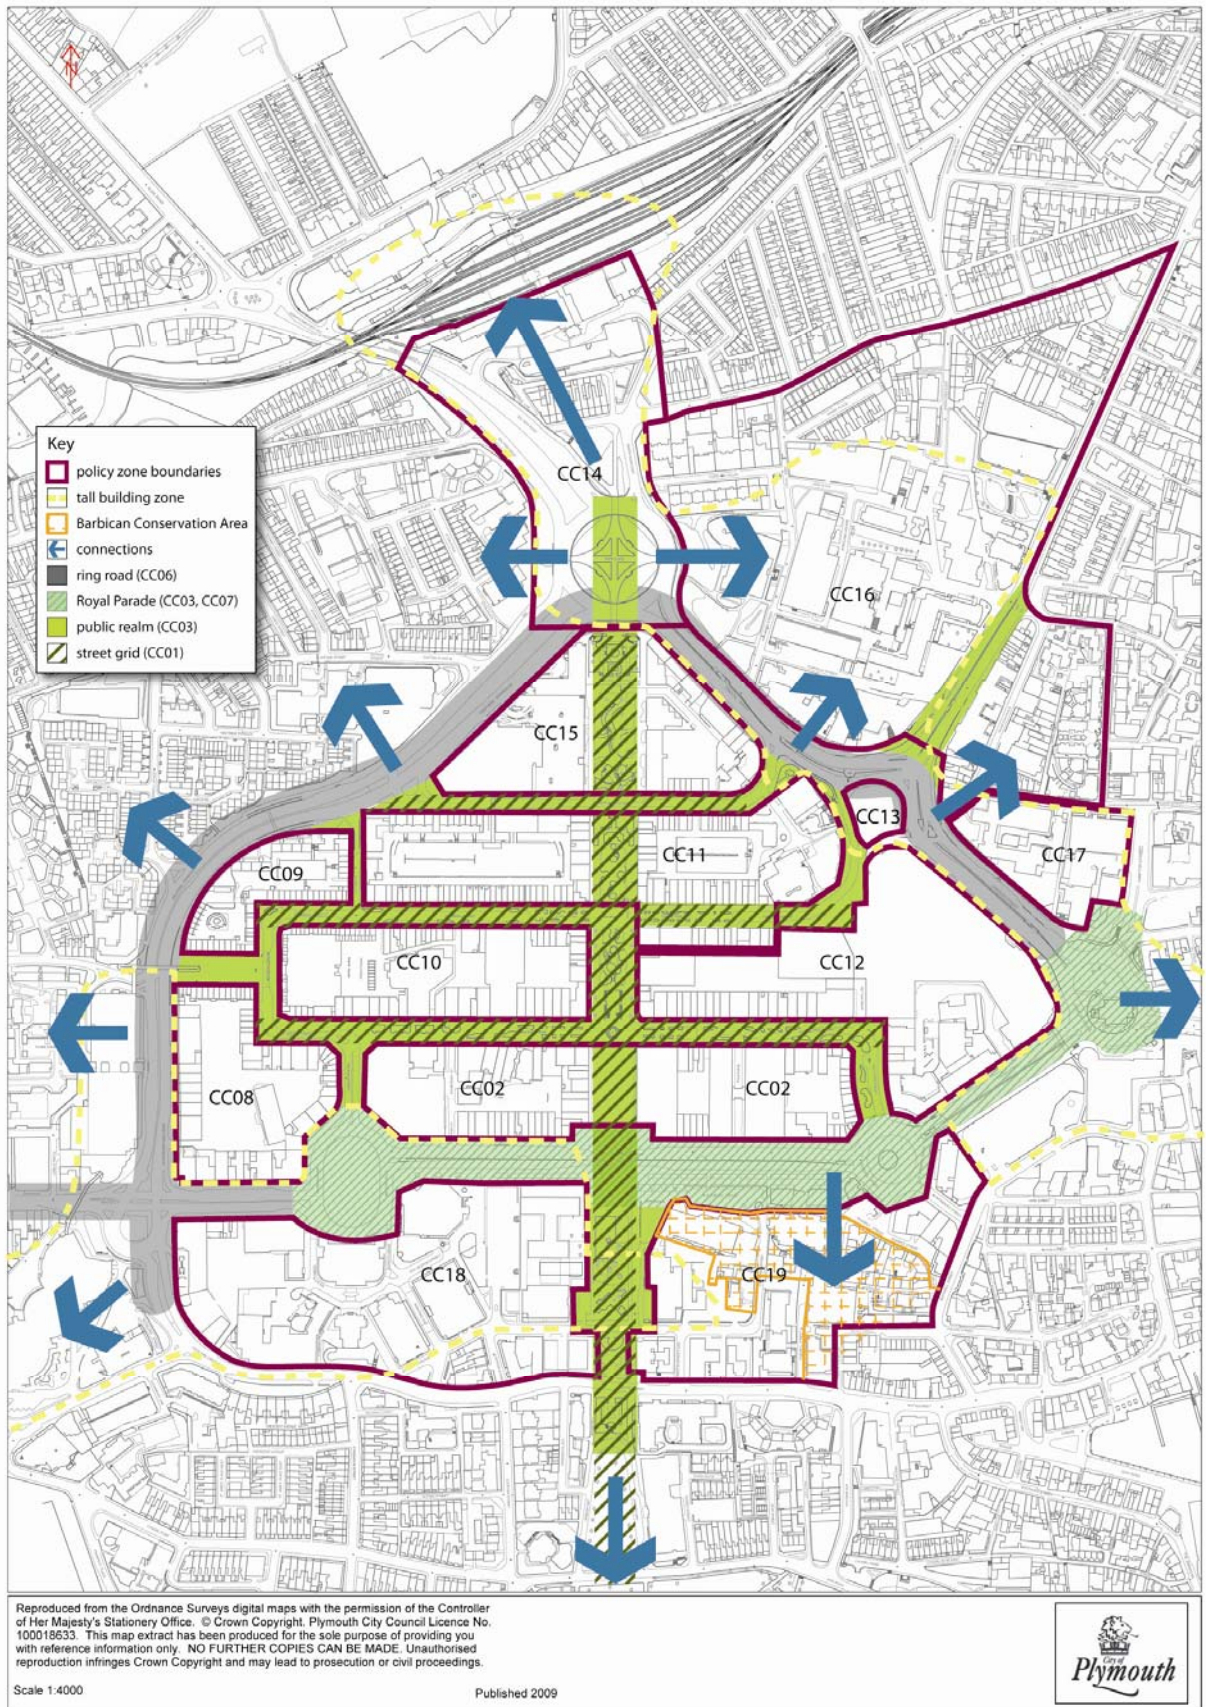 N
Key
policy zone boundaries
tall building zone
Barbican Conservation Area
connections
ring road (CC06)
Royal Parade (CC03, CC07)
public realm (CC03)
street grid (CC01)
CC14
CC16
CC15
CC13
CC11
CC17
CC09
CC10
CC12
CC08
CC02
CC02
CC18
CC19
Reproduced from the Ordnance Surveys digital maps with the permission of the Controller
of Her Majesty's Stationery Office. © Crown Copyright. Plymouth City Council Licence No.
100018633. This map extract has been produced for the sole purpose of providing you
with reference information only. NO FURTHER COPIES CAN BE MADE. Unauthorised
reproduction infringes Crown Copyright and may lead to prosecution or civil proceedings.
Scale 1:4000
Published 2009
City of
Plymouth